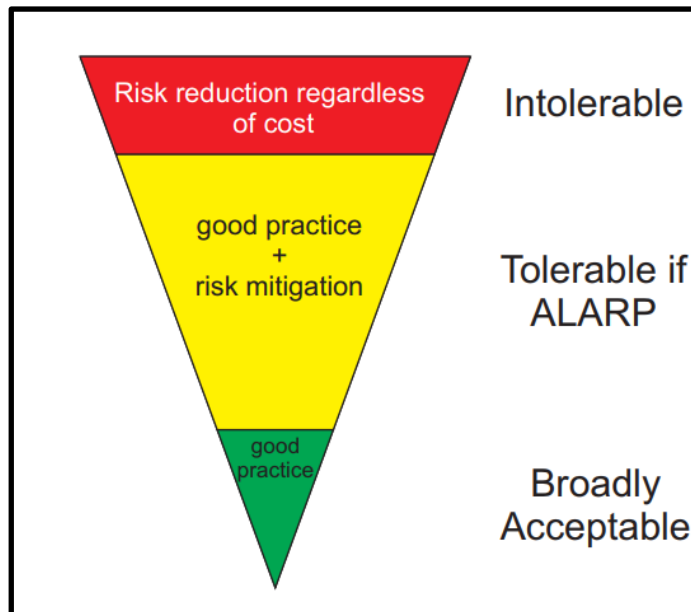 Risk reduction regardless
of cost
Intolerable
good practice
+
risk mitigation
Tolerable if
ALARP
good
practice
Broadly
Acceptable